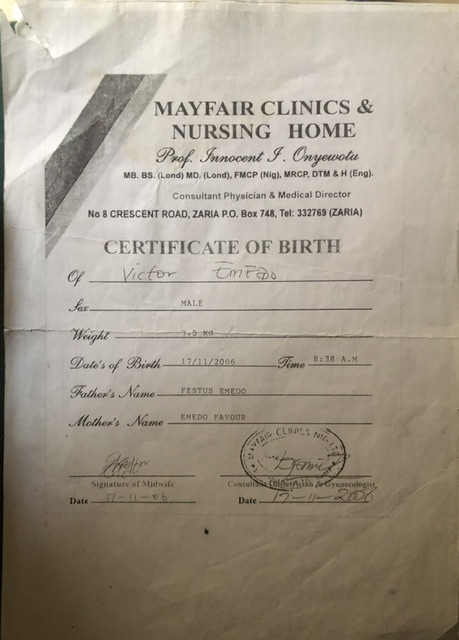 MAYFAIR CLINICS &
NURSING HOME
Prof. Innocent I. Onyewotu
MB. BS. (Lond) MD. (Lond), FMCP (Nig), MRCP, DTM & H (Eng).
Consultant Physician & Medical Director
No 8 CRESCENT ROAD, ZARIA P.O. Box 748, Tel: 332769 (ZARIA)
CERTIFICATE OF BIRTH
Of Victor Emedo
Sex MALE
Weight 3.5 KG
Date's of Birth 17/11/2006 Time 8:38 A.M
Father's Name FESTUS EMEDO
Mother's Name EMEDO FAVOUR
MAYFAIR CLINICS
Signature of Midwife Consultant Obstetrician & Gynaecologist
Date 17-11-06 Date 17-11-2006